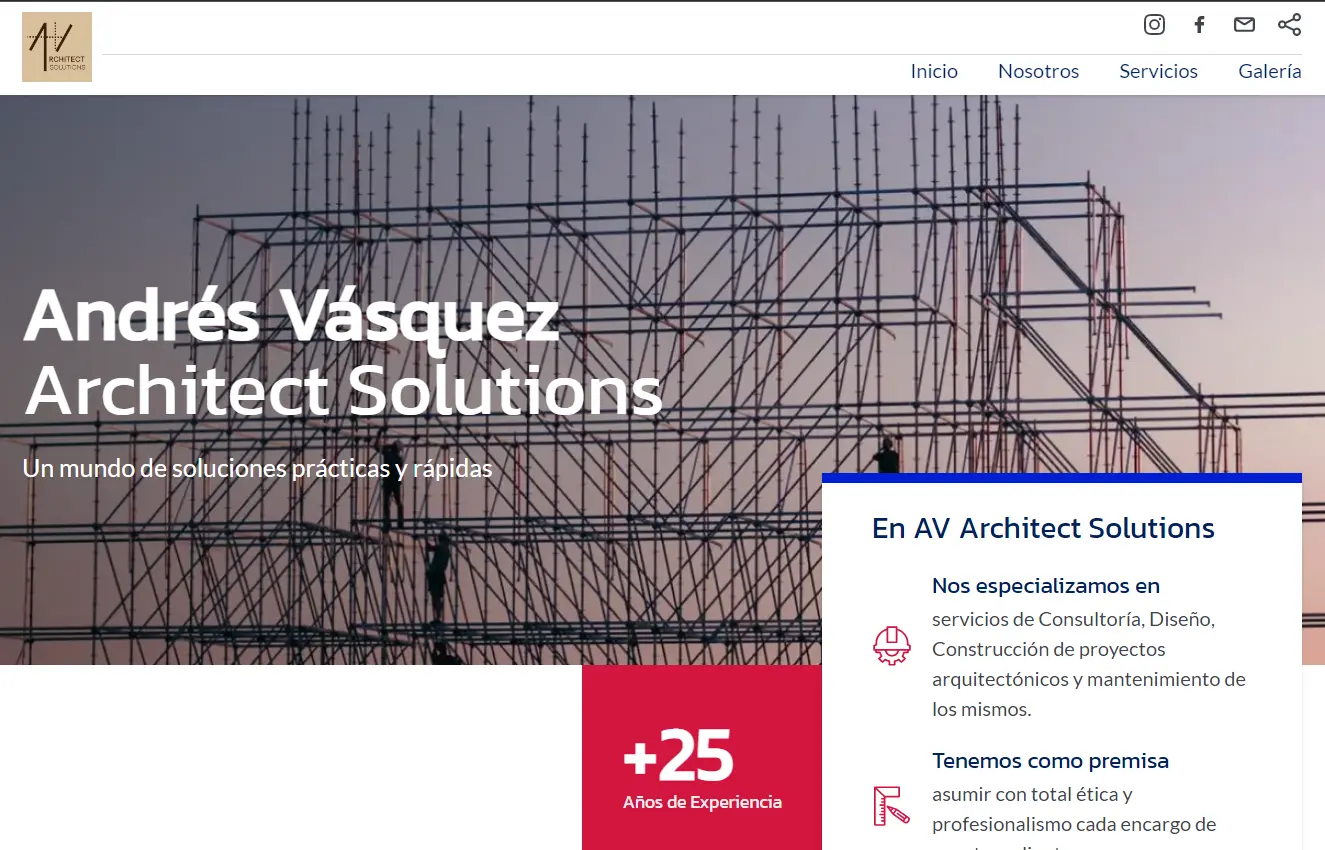 AV
RCHITECT
SOLUTIONS
Inicio Nosotros Servicios Galería
Andrés Vásquez
Architect Solutions
Un mundo de soluciones prácticas y rápidas
En AV Architect Solutions
Nos especializamos en
servicios de Consultoría, Diseño,
Construcción de proyectos
arquitectónicos y mantenimiento de
los mismos.
+25
Años de Experiencia
Tenemos como premisa
asumir con total ética y
profesionalismo cada encargo de